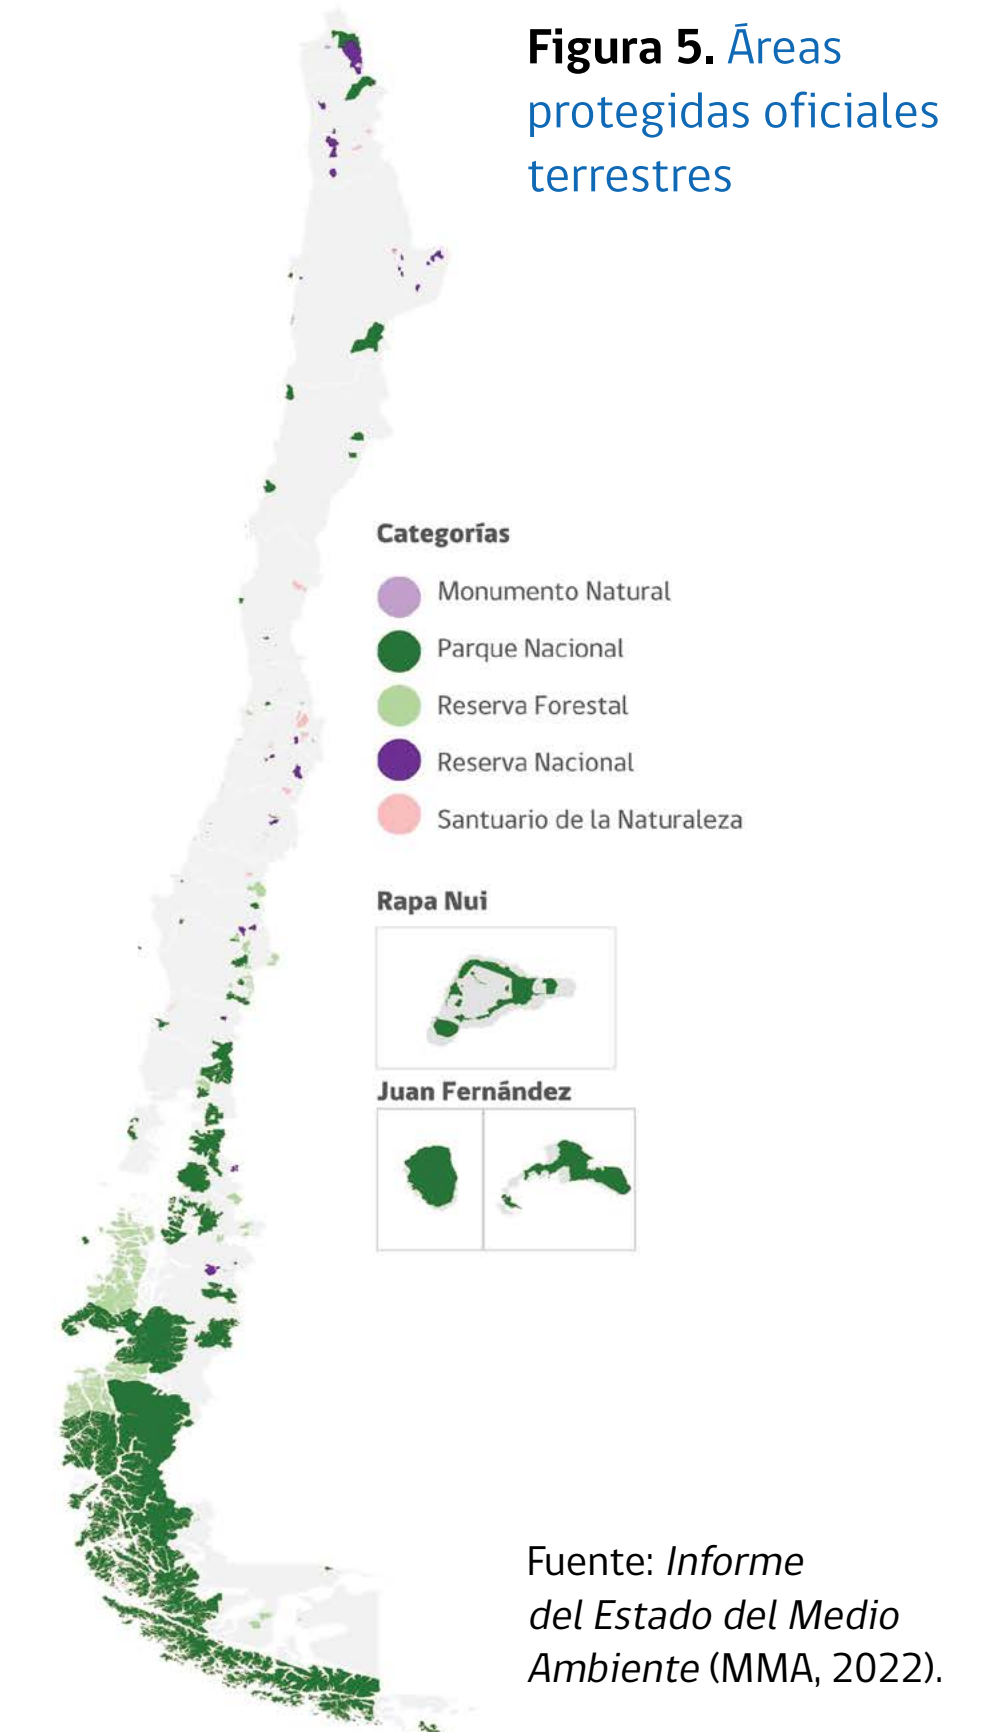 Figura 5. Áreas
protegidas oficiales
terrestres
Categorías
Monumento Natural
Parque Nacional
Reserva Forestal
Reserva Nacional
Santuario de la Naturaleza
Rapa Nui
Juan Fernández
Fuente: Informe
del Estado del Medio
Ambiente (MMA, 2022).